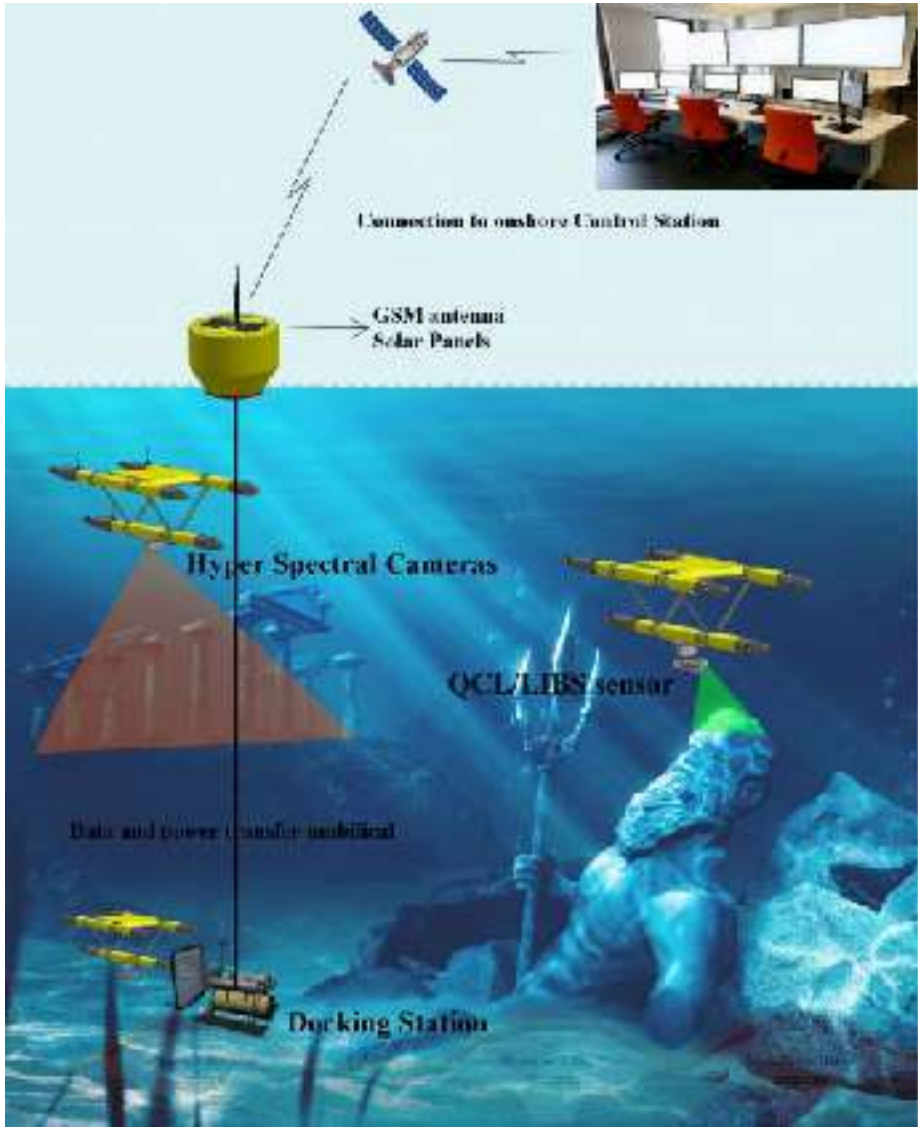 Connection to onshore Control Station
GSM antenna
Solar Panels
Hyper Spectral Cameras
QCL/LIBS sensor
Data and power transfer umbilical
Docking Station